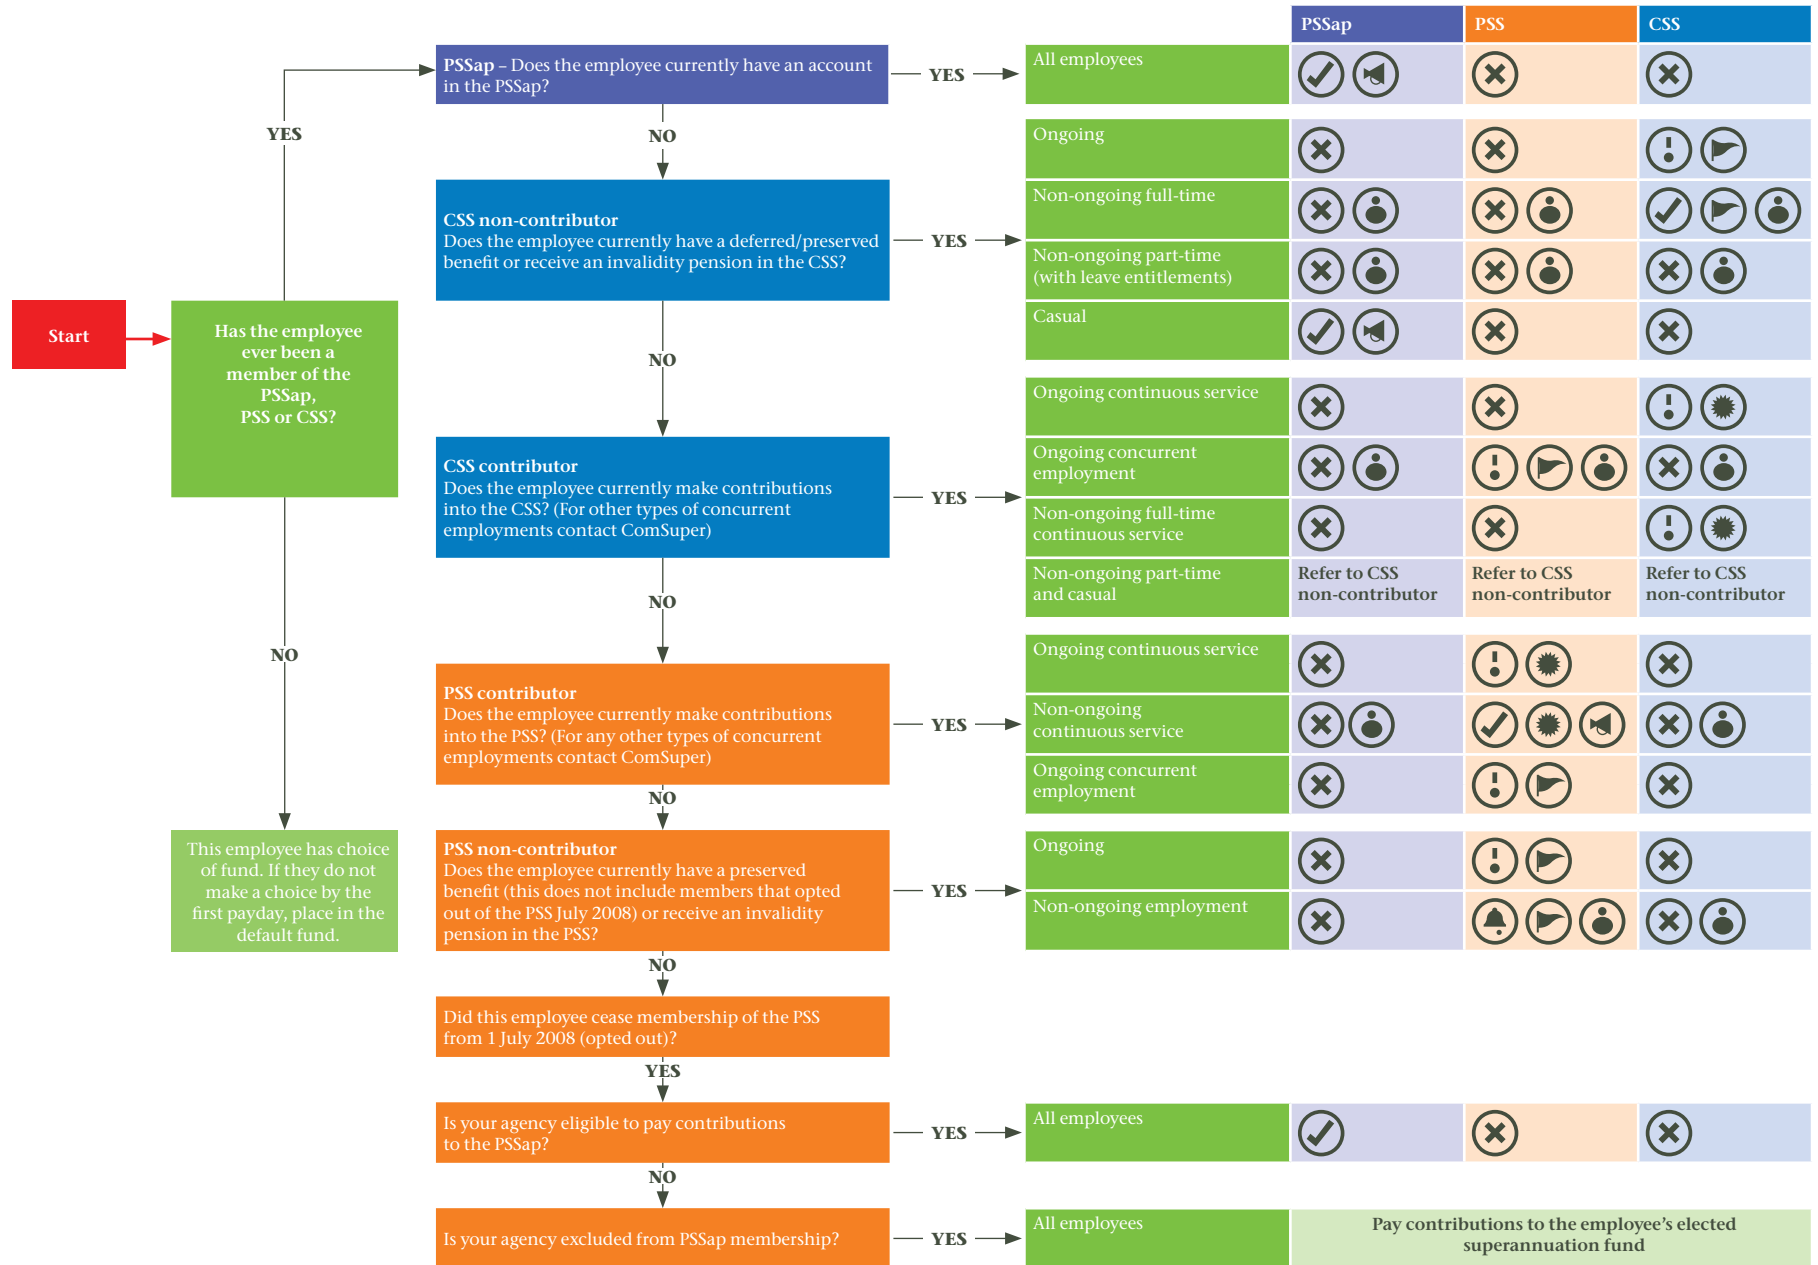 PSSap
PSS
CSS
PSSap – Does the employee currently have an account
in the PSSap?
YES
All employees
YES
NO
Ongoing
CSS non-contributor
Does the employee currently have a deferred/preserved
benefit or receive an invalidity pension in the CSS?
YES
Non-ongoing full-time
Non-ongoing part-time
(with leave entitlements)
Casual
Start
Has the employee
ever been a
member of the
PSSap,
PSS or CSS?
NO
CSS contributor
Does the employee currently make contributions
into the CSS? (For other types of concurrent
employments contact ComSuper)
YES
Ongoing continuous service
Ongoing concurrent
employment
Non-ongoing full-time
continuous service
Non-ongoing part-time
and casual
Refer to CSS
non-contributor
Refer to CSS
non-contributor
Refer to CSS
non-contributor
NO
NO
PSS contributor
Does the employee currently make contributions
into the PSS? (For any other types of concurrent
employments contact ComSuper)
YES
Ongoing continuous service
Non-ongoing
continuous service
Ongoing concurrent
employment
NO
This employee has choice
of fund. If they do not
make a choice by the
first payday, place in the
default fund.
PSS non-contributor
Does the employee currently have a preserved
benefit (this does not include members that opted
out of the PSS July 2008) or receive an invalidity
pension in the PSS?
YES
Ongoing
Non-ongoing employment
NO
Did this employee cease membership of the PSS
from 1 July 2008 (opted out)?
YES
Is your agency eligible to pay contributions
to the PSSap?
YES
All employees
NO
Is your agency excluded from PSSap membership?
YES
All employees
Pay contributions to the employee's elected
superannuation fund